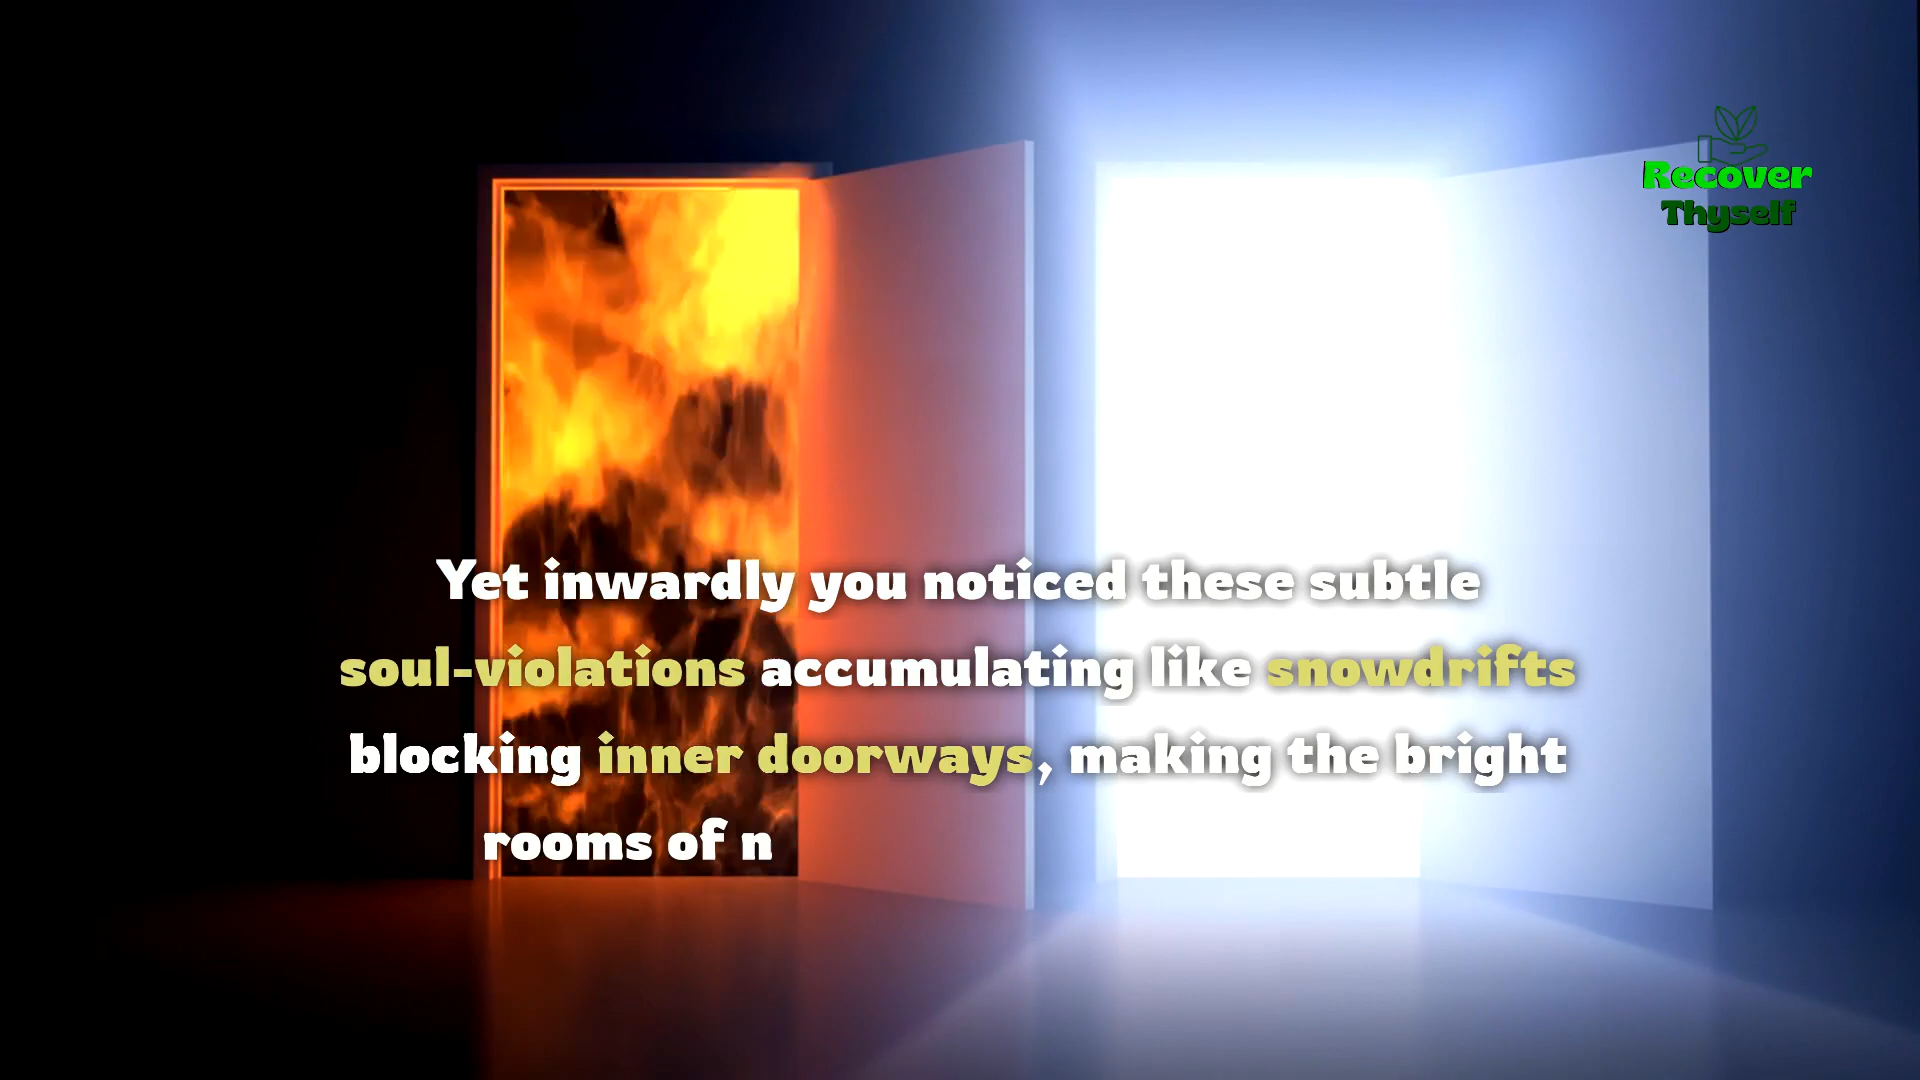 Recover
Thyself
Yet inwardly you noticed these subtle
soul-violations accumulating like snowdrifts
blocking inner doorways, making the bright
rooms of n